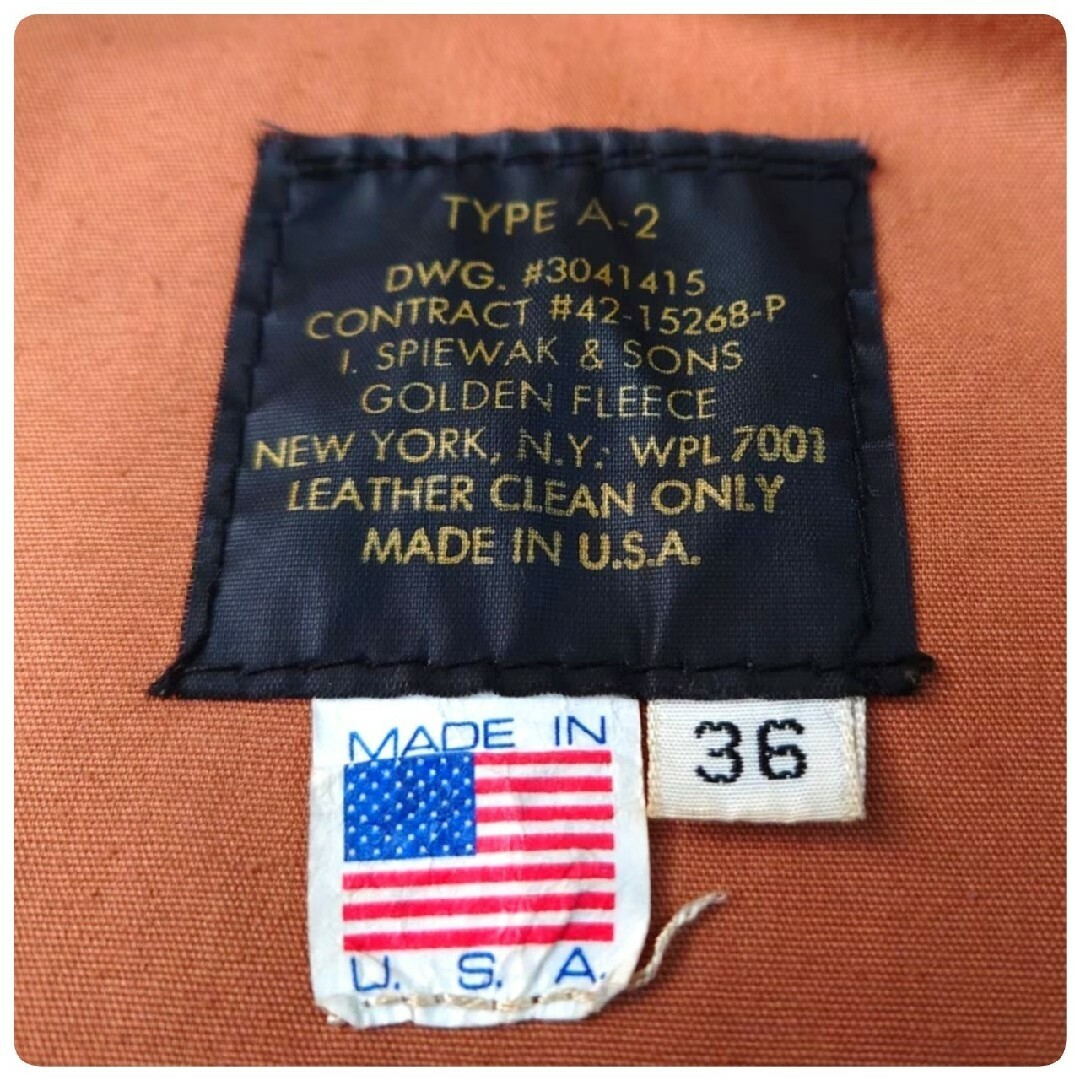 TYPE A-2
DWG. #3041415
CONTRACT #42-15268-P
I. SPIEWAK & SONS
GOLDEN FLEECE
NEW YORK, N.Y. WPL 7001
LEATHER CLEAN ONLY
MADE IN U.S.A.
MADE IN
U. S. A.
36